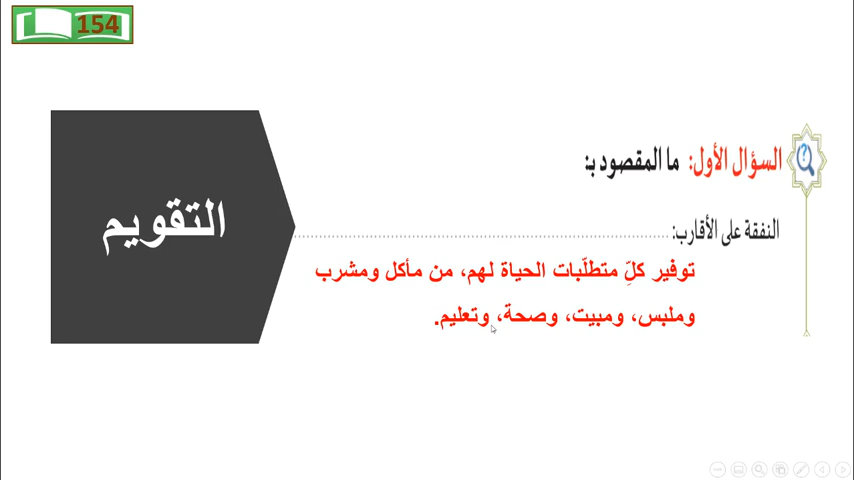 154
السؤال الأول: ما المقصود بـ:
التقويم
النفقة على الأقارب: ........................................
توفير كلِّ متطلّبات الحياة لهم، من مأكل ومشرب
وملبس، ومبيت، وصحة، وتعليم.